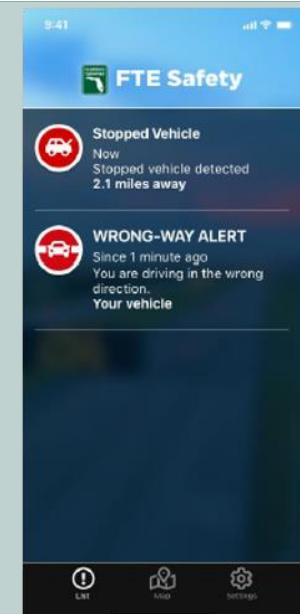 9:41
FTE Safety
Stopped Vehicle
Now
Stopped vehicle detected
2.1 miles away
WRONG-WAY ALERT
Since 1 minute ago
You are driving in the wrong
direction.
Your vehicle
List
Map
Settings